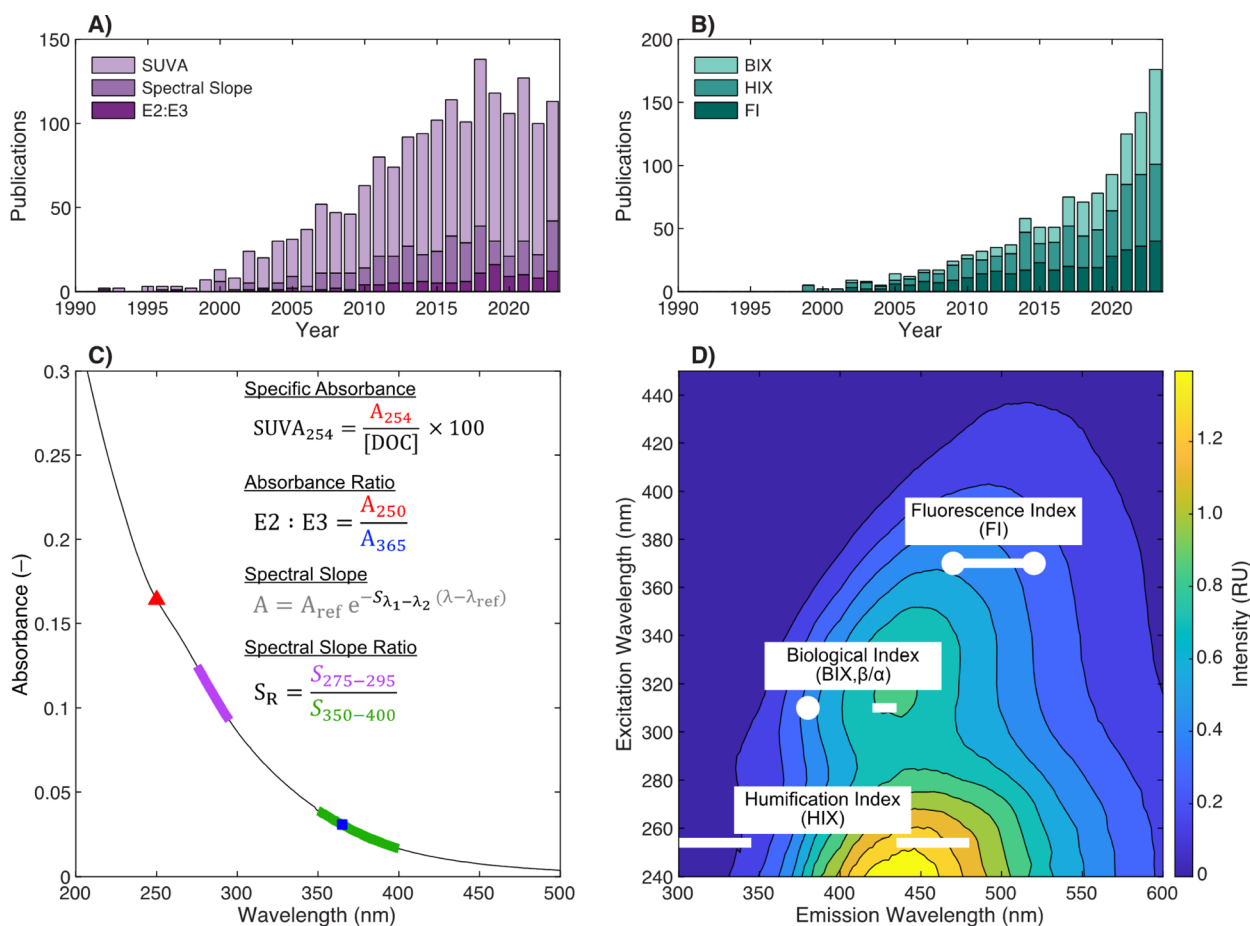 A)
150
100
50
0
SUVA
Spectral Slope
E2:E3
Publications
1990 1995 2000 2005 2010 2015 2020
Year
B)
200
150
100
50
0
BIX
HIX
FI
Publications
1990 1995 2000 2005 2010 2015 2020
Year
C)
0.3
0.25
0.2
0.15
0.1
0.05
0
Absorbance (–)
Specific Absorbance
SUVA₂₅₄ = A₂₅₄ / [DOC] × 100
Absorbance Ratio
E2 : E3 = A₂₅₀ / A₃₆₅
Spectral Slope
A = A_ref e^{−S_{λ₁−λ₂} (λ−λ_ref)}
Spectral Slope Ratio
S_R = S₂₇₅₋₂₉₅ / S₃₅₀₋₄₀₀
200 250 300 350 400 450 500
Wavelength (nm)
D)
440
420
400
380
360
340
320
300
280
260
240
Excitation Wavelength (nm)
Fluorescence Index
(FI)
Biological Index
(BIX,β/α)
Humification Index
(HIX)
300 350 400 450 500 550 600
Emission Wavelength (nm)
1.2
1.0
0.8
0.6
0.4
0.2
0
Intensity (RU)